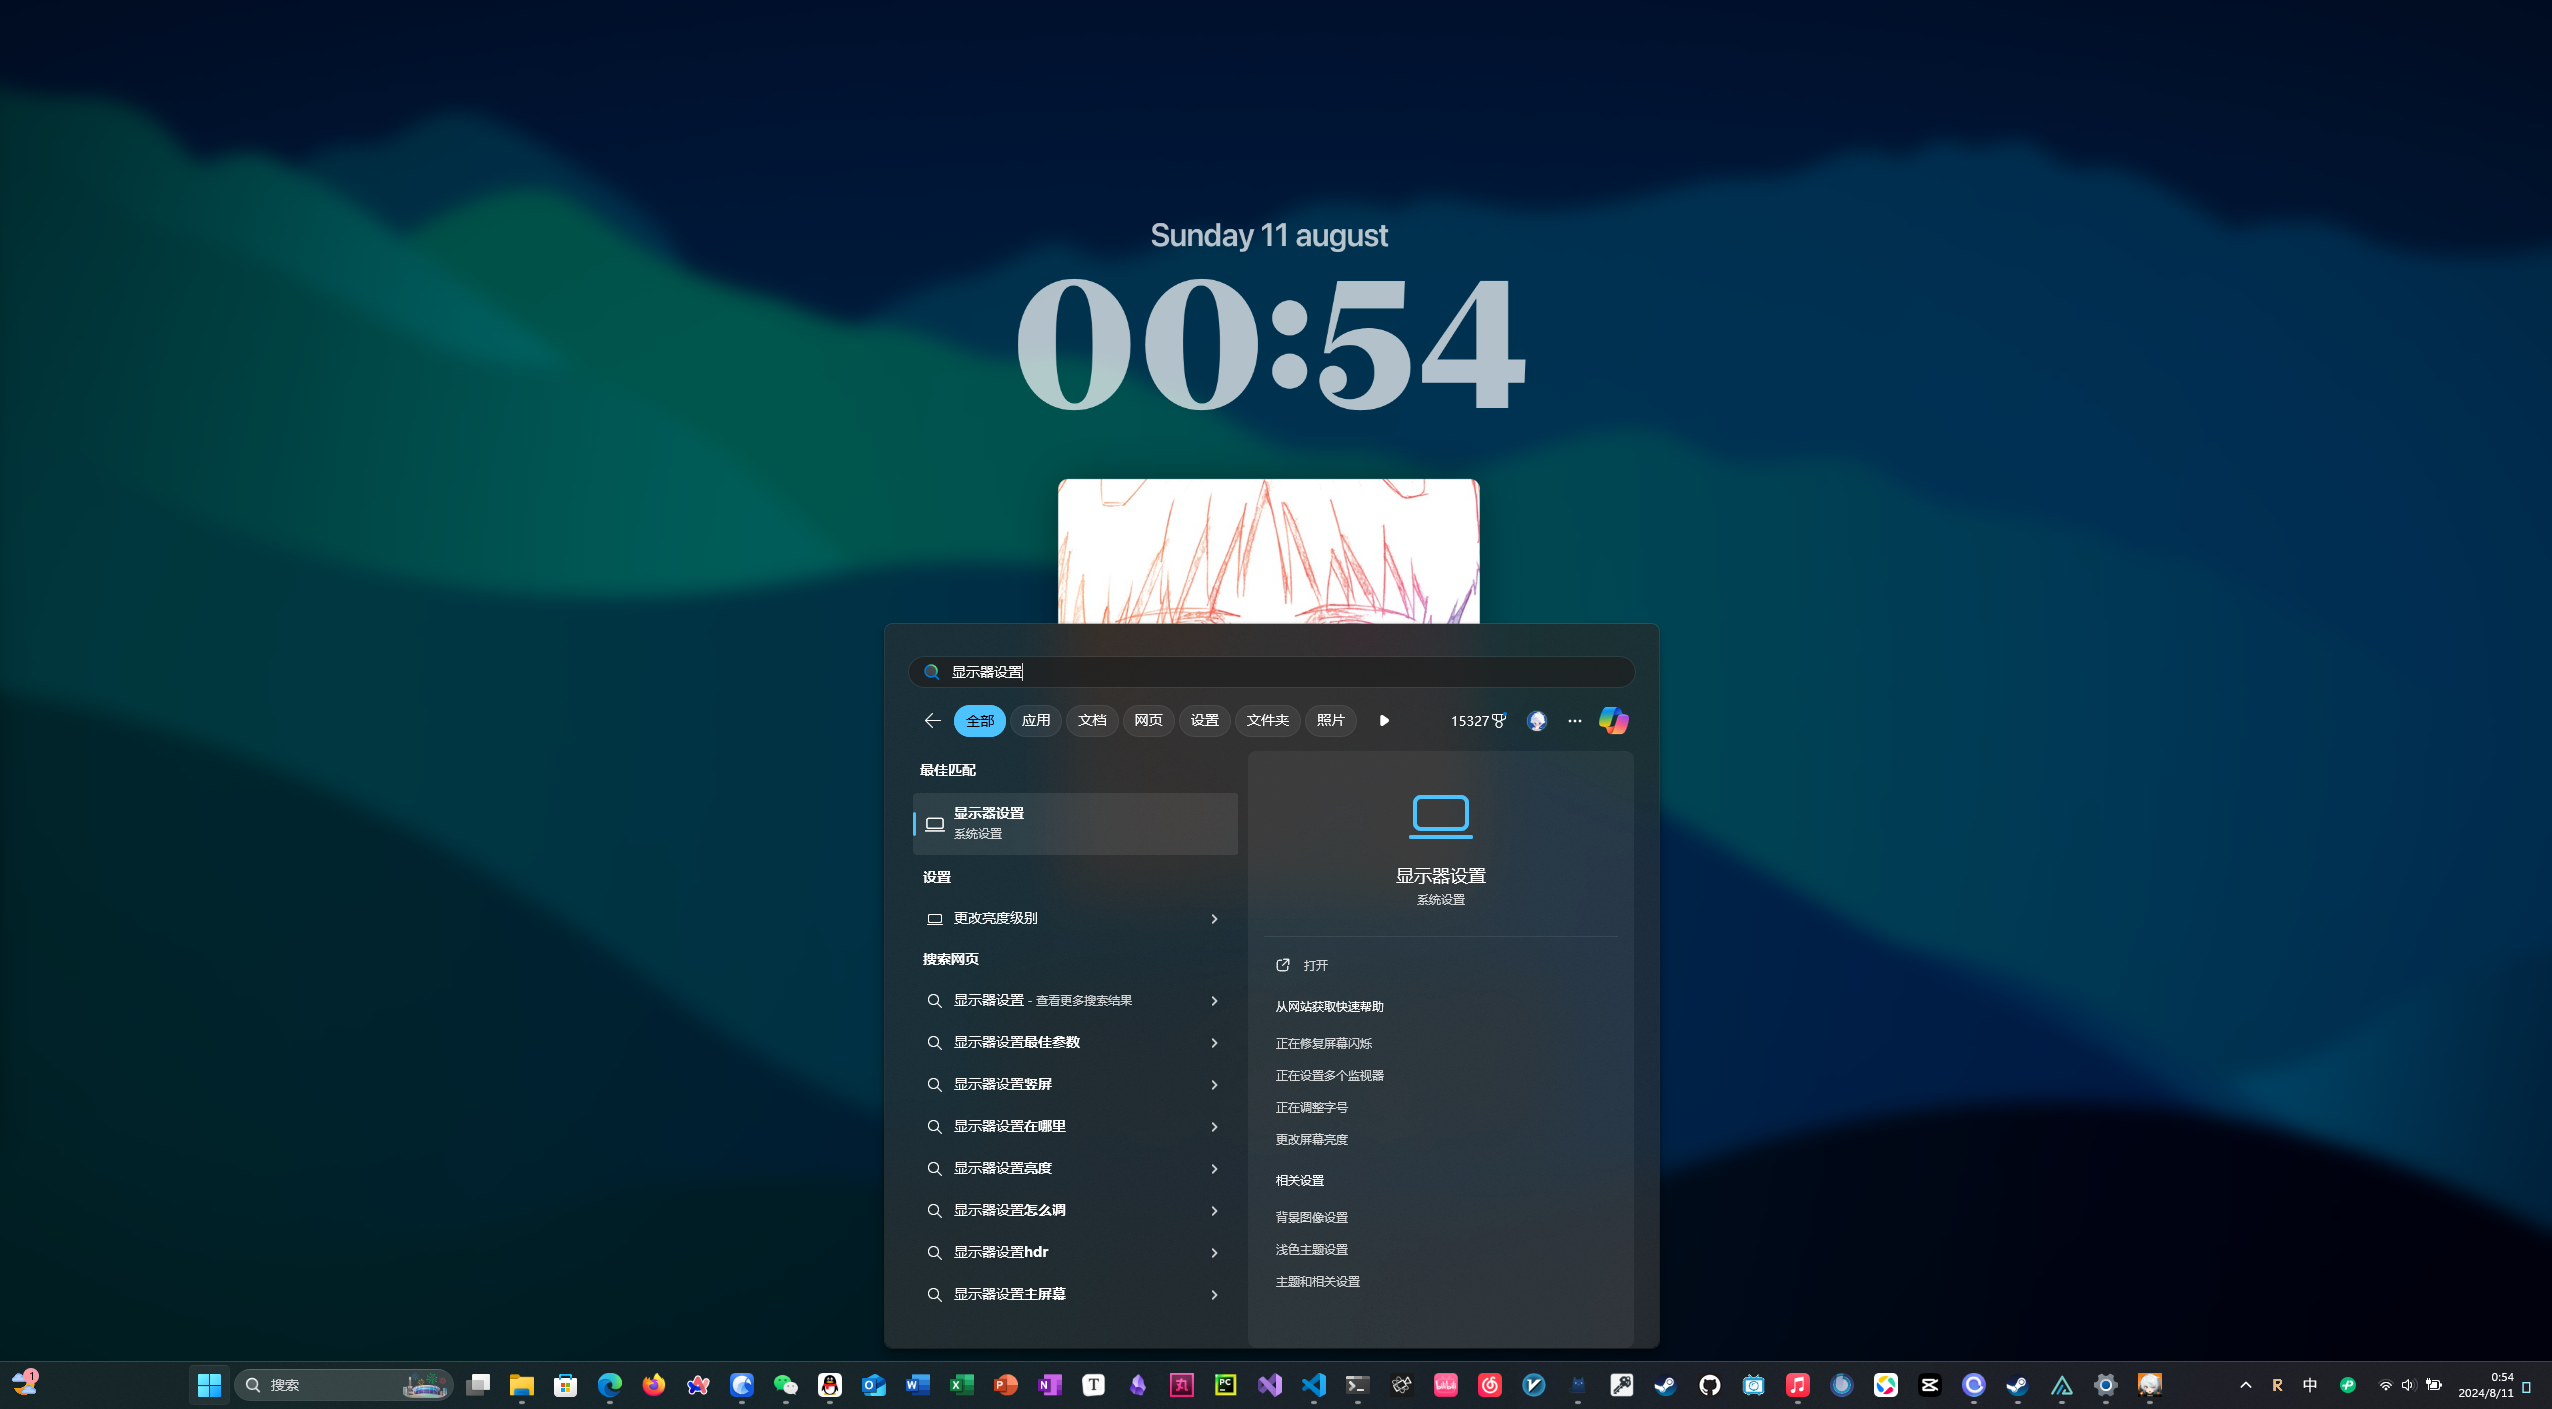 Sunday 11 august
00:54
显示器设置
全部
应用
文档
网页
设置
文件夹
照片
15327
最佳匹配
显示器设置
系统设置
设置
更改亮度级别
搜索网页
显示器设置 - 查看更多搜索结果
显示器设置最佳参数
显示器设置竖屏
显示器设置在哪里
显示器设置亮度
显示器设置怎么调
显示器设置hdr
显示器设置主屏幕
显示器设置
系统设置
打开
从网站获取快速帮助
正在修复屏幕闪烁
正在设置多个监视器
正在调整字号
更改屏幕亮度
相关设置
背景图像设置
浅色主题设置
主题和相关设置
1
搜索
中
0:54
2024/8/11